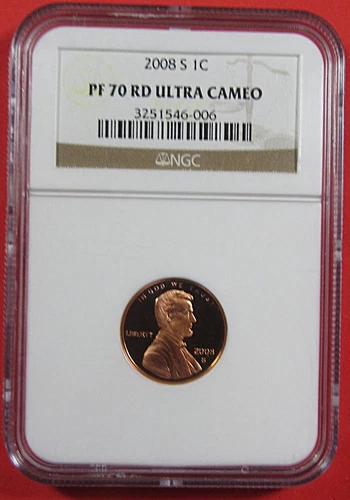 2008 S 1C
PF 70 RD ULTRA CAMEO
3251546-006
NGC
IN GOD WE TRUST
LIBERTY
2008
S